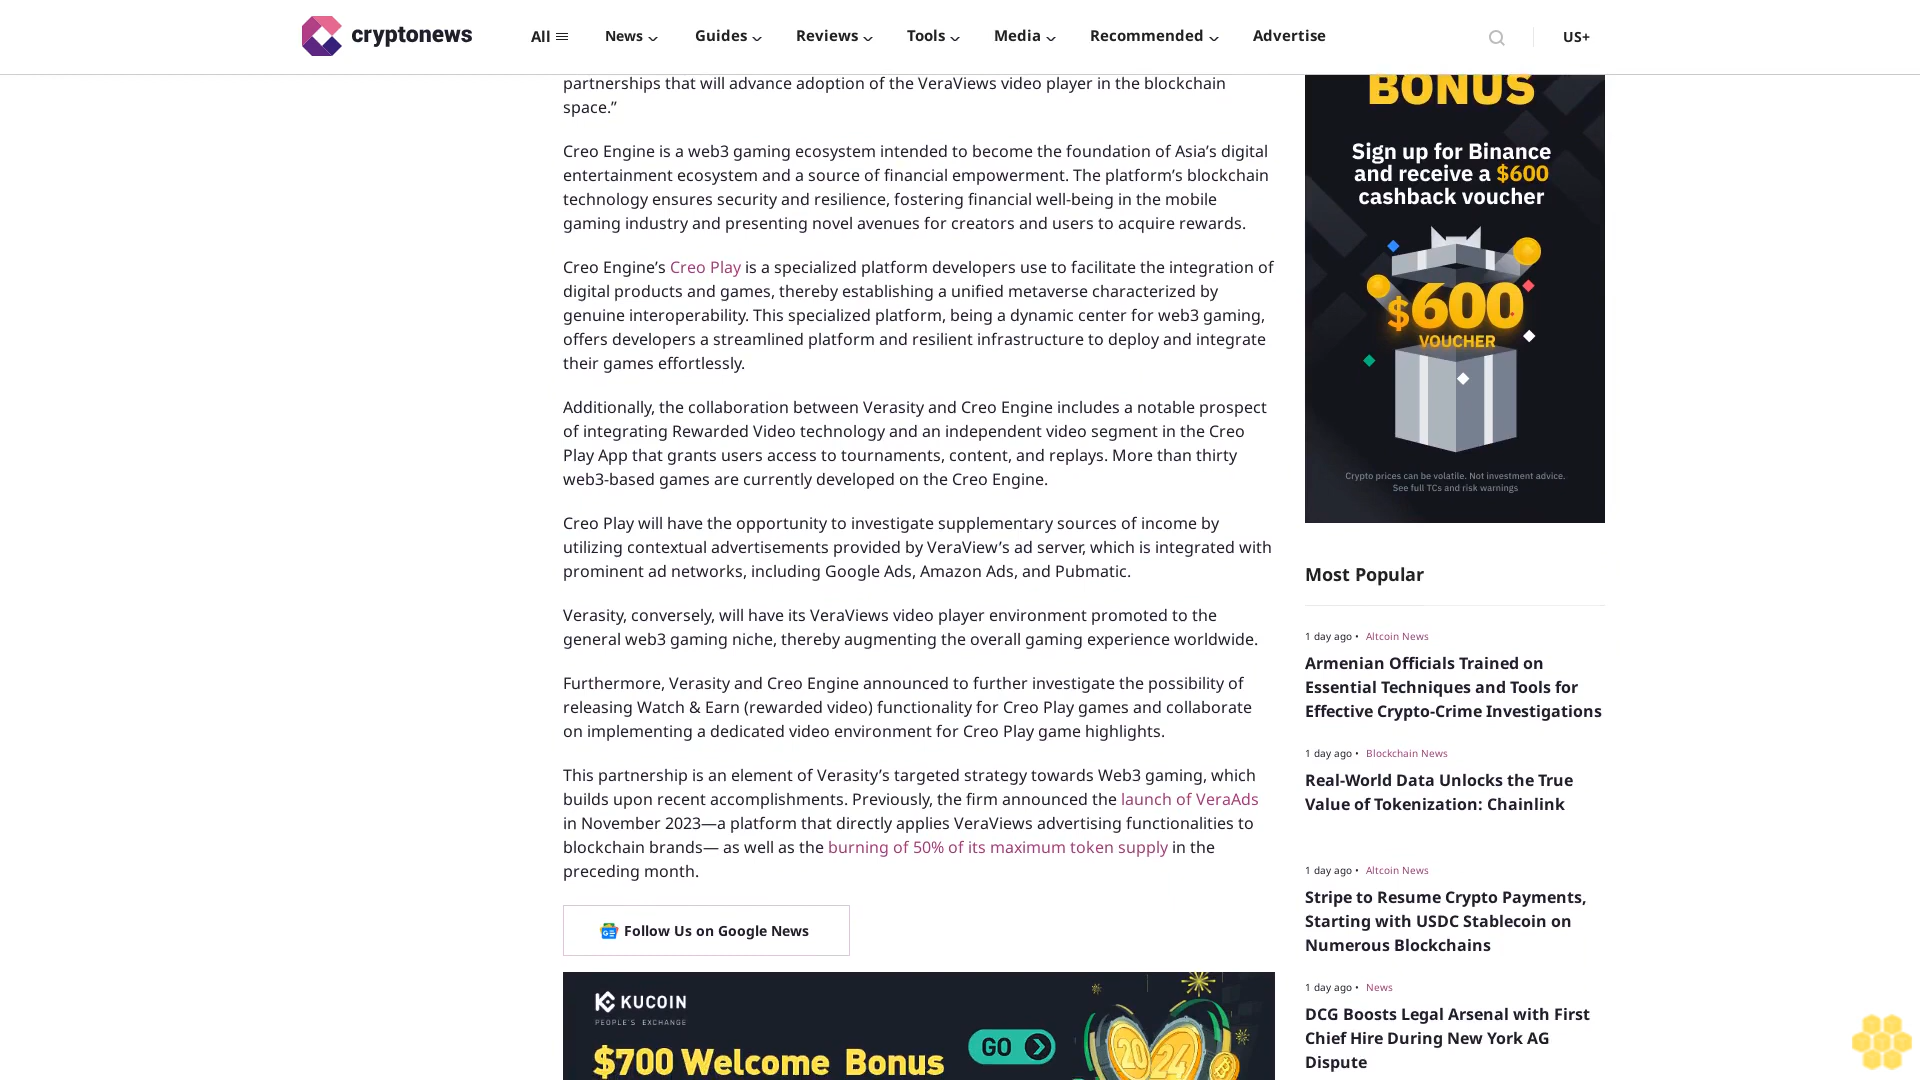 cryptonews
All
News
Guides
Reviews
Tools
Media
Recommended
Advertise
US+
partnerships that will advance adoption of the VeraViews video player in the blockchain
space.”
Creo Engine is a web3 gaming ecosystem intended to become the foundation of Asia’s digital
entertainment ecosystem and a source of financial empowerment. The platform’s blockchain
technology ensures security and resilience, fostering financial well-being in the mobile
gaming industry and presenting novel avenues for creators and users to acquire rewards.
Creo Engine’s Creo Play is a specialized platform developers use to facilitate the integration of
digital products and games, thereby establishing a unified metaverse characterized by
genuine interoperability. This specialized platform, being a dynamic center for web3 gaming,
offers developers a streamlined platform and resilient infrastructure to deploy and integrate
their games effortlessly.
Additionally, the collaboration between Verasity and Creo Engine includes a notable prospect
of integrating Rewarded Video technology and an independent video segment in the Creo
Play App that grants users access to tournaments, content, and replays. More than thirty
web3-based games are currently developed on the Creo Engine.
Creo Play will have the opportunity to investigate supplementary sources of income by
utilizing contextual advertisements provided by VeraView’s ad server, which is integrated with
prominent ad networks, including Google Ads, Amazon Ads, and Pubmatic.
Verasity, conversely, will have its VeraViews video player environment promoted to the
general web3 gaming niche, thereby augmenting the overall gaming experience worldwide.
Furthermore, Verasity and Creo Engine announced to further investigate the possibility of
releasing Watch & Earn (rewarded video) functionality for Creo Play games and collaborate
on implementing a dedicated video environment for Creo Play game highlights.
This partnership is an element of Verasity’s targeted strategy towards Web3 gaming, which
builds upon recent accomplishments. Previously, the firm announced the launch of VeraAds
in November 2023—a platform that directly applies VeraViews advertising functionalities to
blockchain brands— as well as the burning of 50% of its maximum token supply in the
preceding month.
Follow Us on Google News
KUCOIN
PEOPLE'S EXCHANGE
$700 Welcome Bonus
GO
20 24
BONUS
Sign up for Binance
and receive a $600
cashback voucher
$600
VOUCHER
Crypto prices can be volatile. Not investment advice.
See full TCs and risk warnings
Most Popular
1 day ago • Altcoin News
Armenian Officials Trained on
Essential Techniques and Tools for
Effective Crypto-Crime Investigations
1 day ago • Blockchain News
Real-World Data Unlocks the True
Value of Tokenization: Chainlink
1 day ago • Altcoin News
Stripe to Resume Crypto Payments,
Starting with USDC Stablecoin on
Numerous Blockchains
1 day ago • News
DCG Boosts Legal Arsenal with First
Chief Hire During New York AG
Dispute